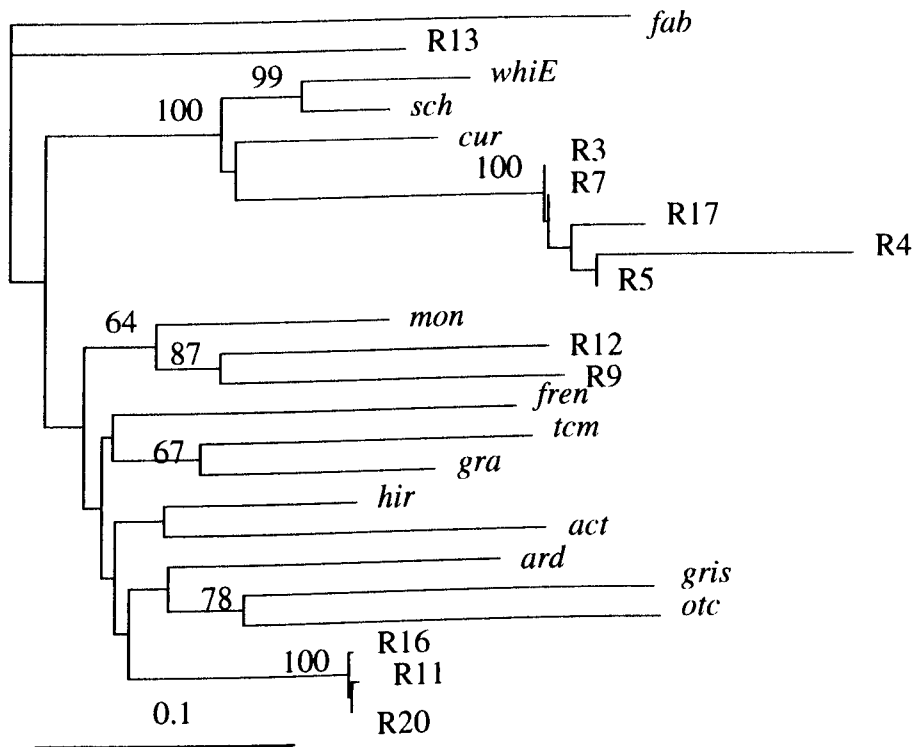 fab
R13
99
whiE
100
sch
cur
100
R3
R7
R17
R4
R5
64
mon
87
R12
R9
fren
67
tcm
gra
hir
act
ard
78
gris
otc
R16
100
R11
0.1
R20